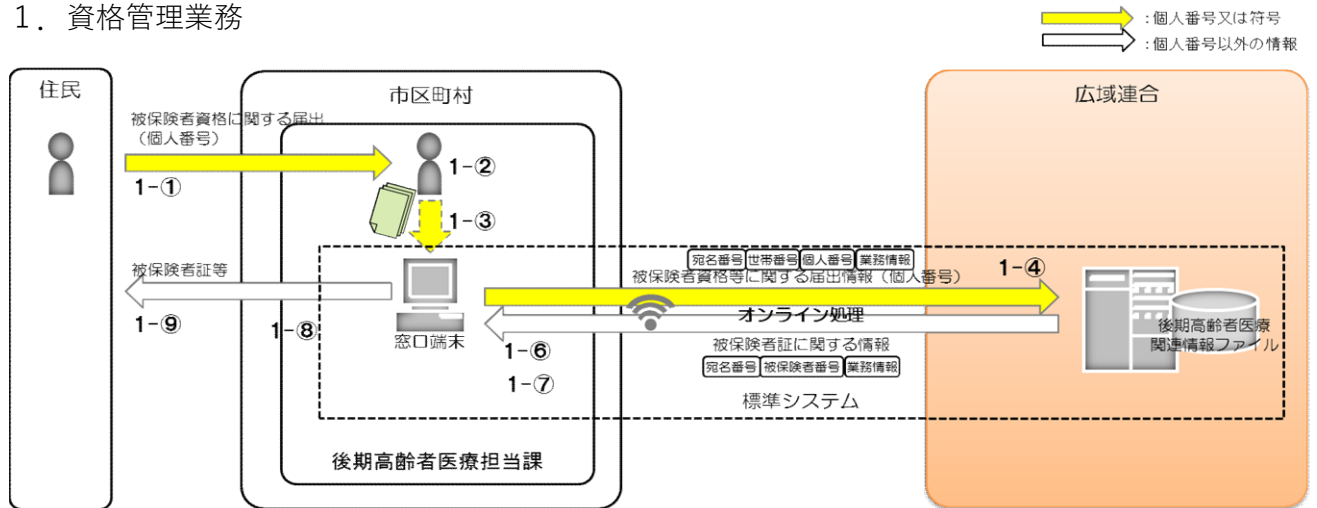 １．資格管理業務
：個人番号又は符号
：個人番号以外の情報
住民
市区町村
広域連合
被保険者資格に関する届出
（個人番号）
1-①
1-②
1-③
宛名番号 世帯番号 個人番号 業務情報
被保険者資格等に関する届出情報（個人番号）
1-④
オンライン処理
後期高齢者医療
関連情報ファイル
被保険者証等
1-⑨
1-⑧
窓口端末
1-⑥
1-⑦
被保険者証に関する情報
宛名番号 被保険者番号 業務情報
標準システム
後期高齢者医療担当課